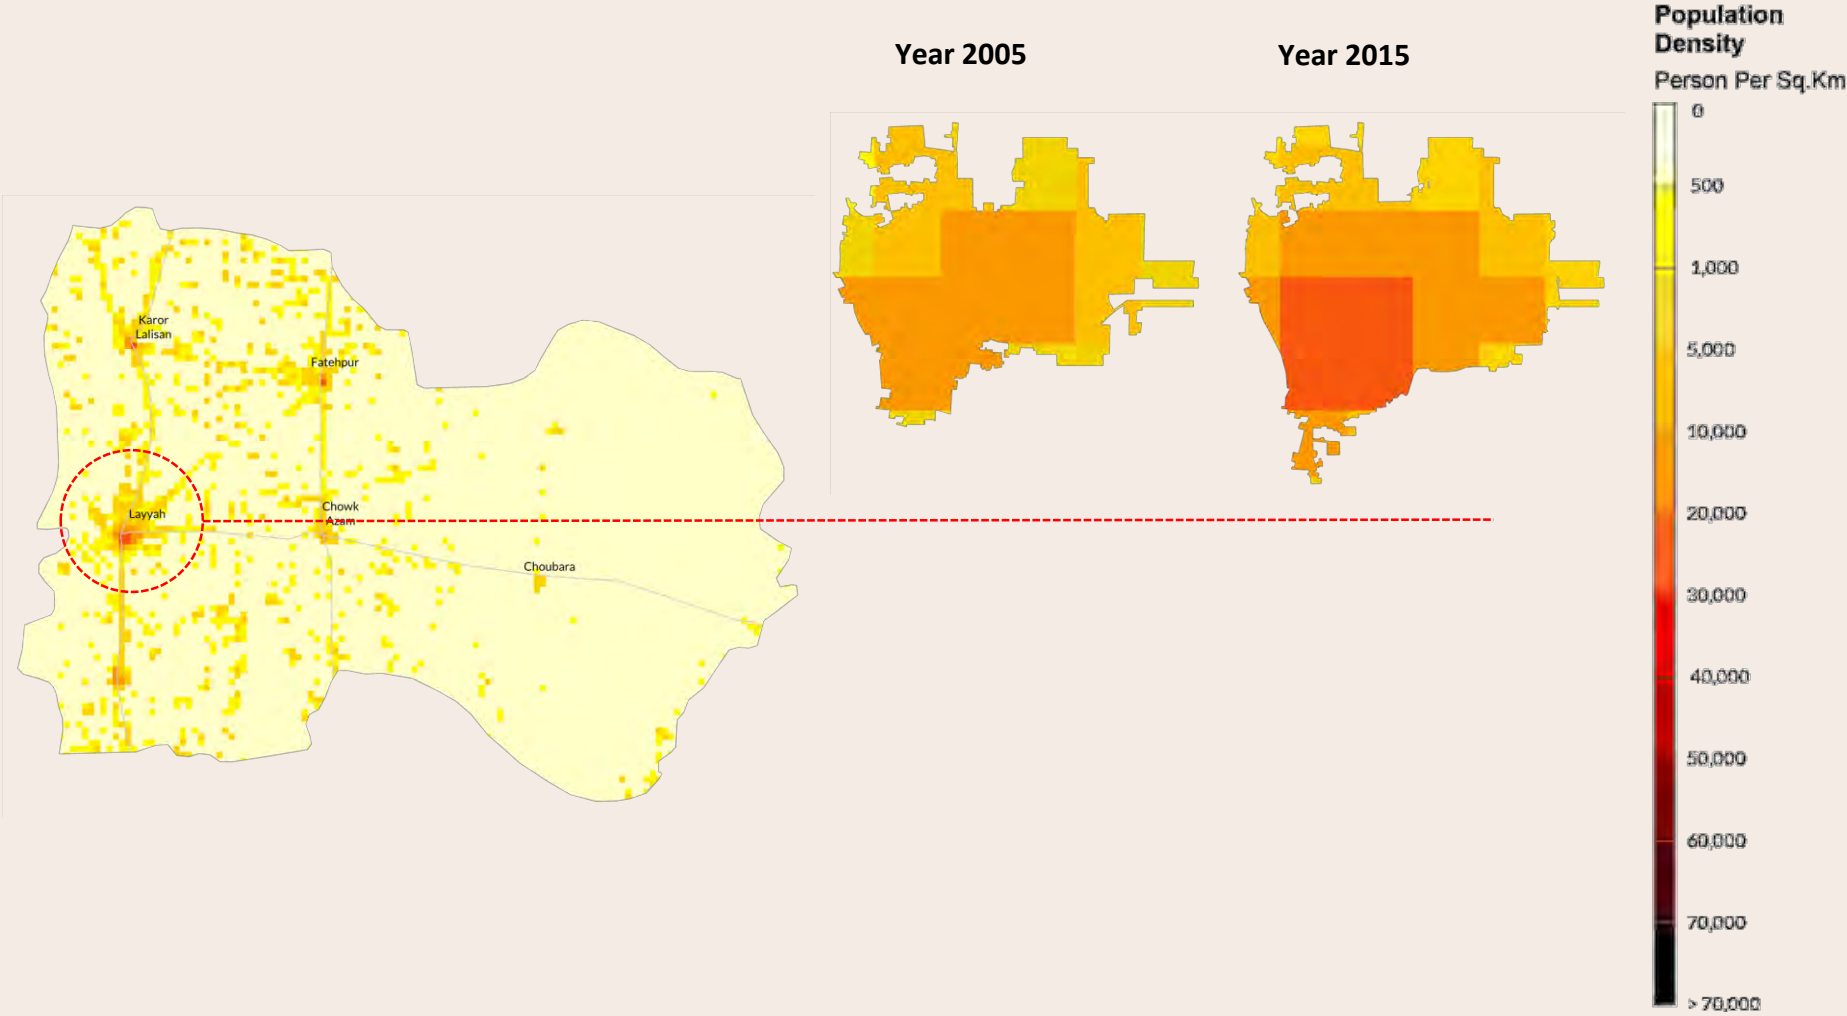 Population
Density
Person Per Sq.Km
Year 2005
Year 2015
0
500
1,000
5,000
10,000
20,000
30,000
40,000
50,000
60,000
70,000
> 70,000
Karor
Lalisan
Fatehpur
Layyah
Chowk
Azam
Choubara